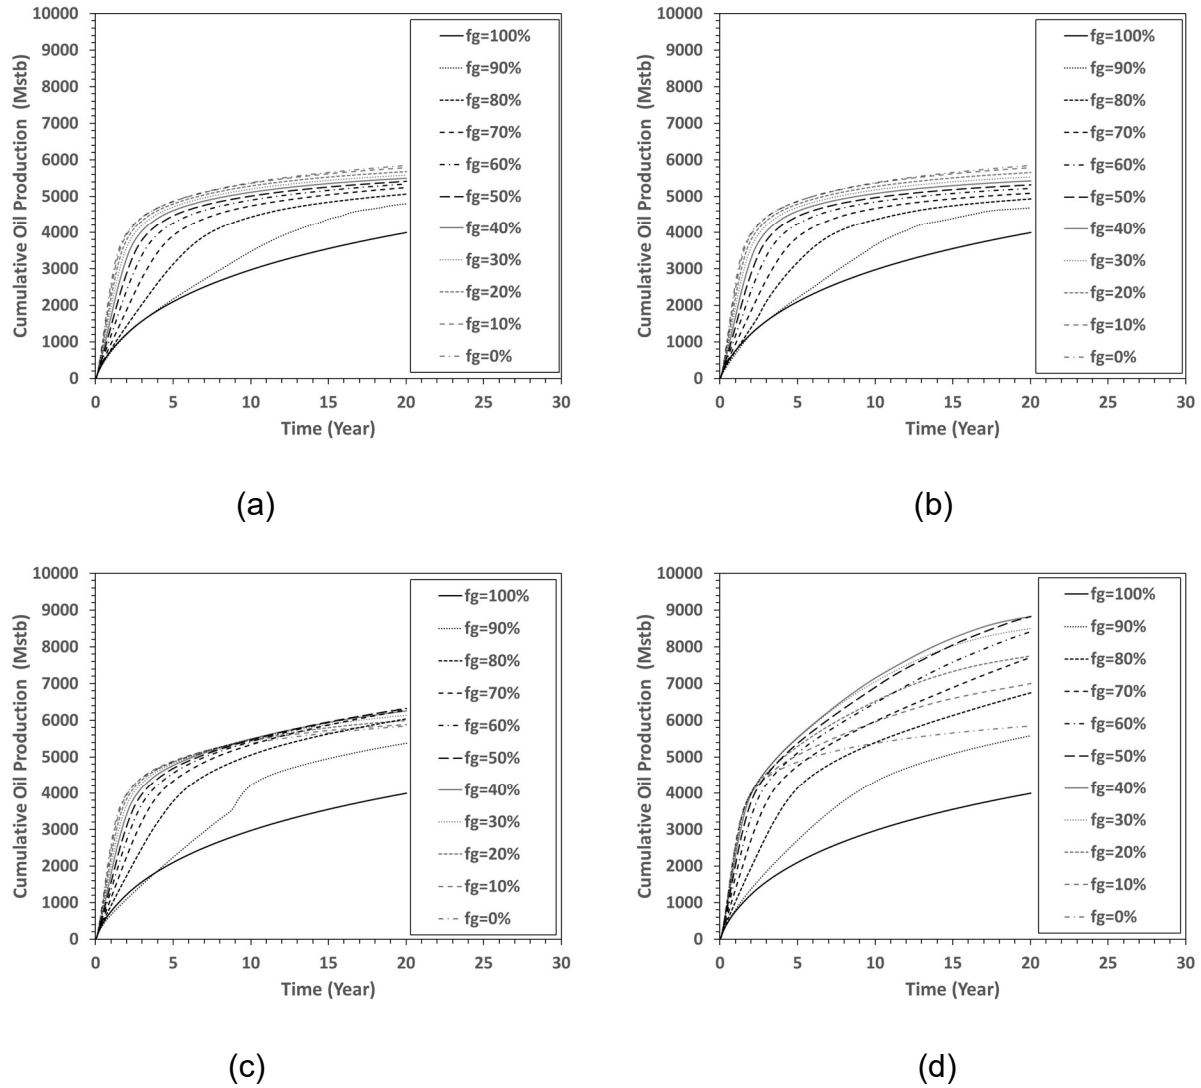 Cumulative Oil Production (Mstb)
10000
9000
8000
7000
6000
5000
4000
3000
2000
1000
0
0 5 10 15 20 25 30
Time (Year)
fg=100%
fg=90%
fg=80%
fg=70%
fg=60%
fg=50%
fg=40%
fg=30%
fg=20%
fg=10%
fg=0%
(a)
Cumulative Oil Production (Mstb)
10000
9000
8000
7000
6000
5000
4000
3000
2000
1000
0
0 5 10 15 20 25 30
Time (Year)
fg=100%
fg=90%
fg=80%
fg=70%
fg=60%
fg=50%
fg=40%
fg=30%
fg=20%
fg=10%
fg=0%
(b)
Cumulative Oil Production (Mstb)
10000
9000
8000
7000
6000
5000
4000
3000
2000
1000
0
0 5 10 15 20 25 30
Time (Year)
fg=100%
fg=90%
fg=80%
fg=70%
fg=60%
fg=50%
fg=40%
fg=30%
fg=20%
fg=10%
fg=0%
(c)
Cumulative Oil Production (Mstb)
10000
9000
8000
7000
6000
5000
4000
3000
2000
1000
0
0 5 10 15 20 25 30
Time (Year)
fg=100%
fg=90%
fg=80%
fg=70%
fg=60%
fg=50%
fg=40%
fg=30%
fg=20%
fg=10%
fg=0%
(d)